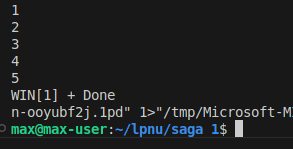 1
2
3
4
5
WIN[1] + Done
n-ooyubf2j.1pd" 1>"/tmp/Microsoft-
max@max-user:~/lpnu/saga 1$